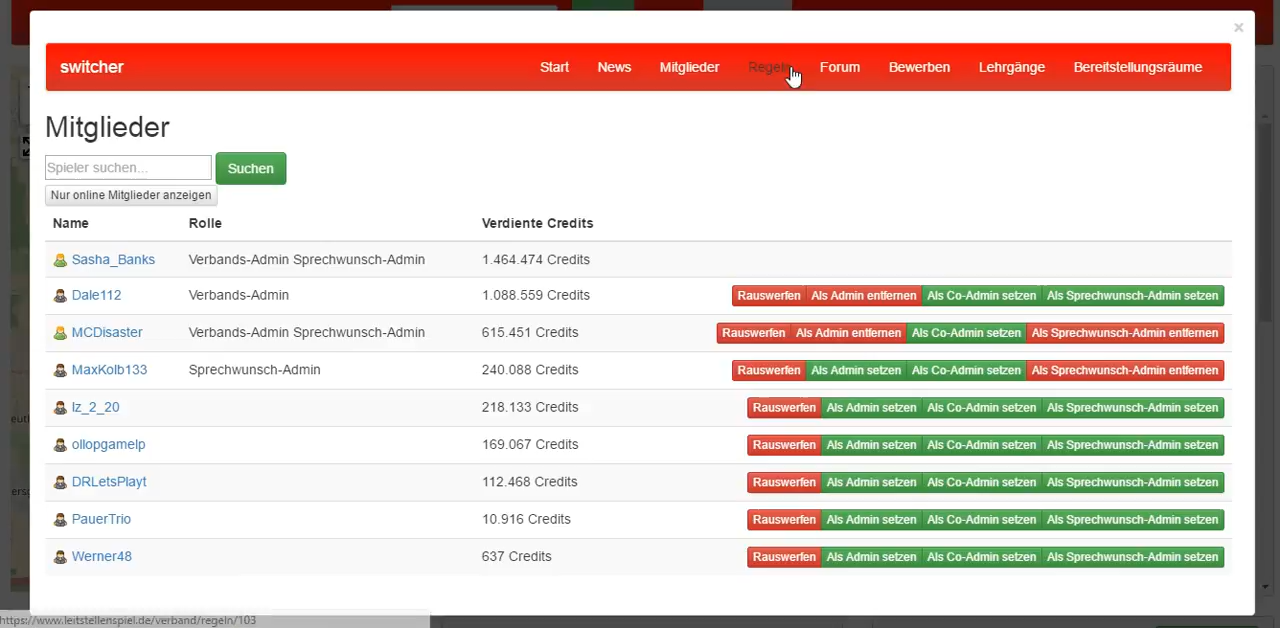 ×
switcher Start News Mitglieder Regeln Forum Bewerben Lehrgänge Bereitstellungsräume
Mitglieder
Spieler suchen... Suchen
Nur online Mitglieder anzeigen
Name Rolle Verdiente Credits
Sasha_Banks Verbands-Admin Sprechwunsch-Admin 1.464.474 Credits
Dale112 Verbands-Admin 1.088.559 Credits Rauswerfen Als Admin entfernen Als Co-Admin setzen Als Sprechwunsch-Admin setzen
MCDisaster Verbands-Admin Sprechwunsch-Admin 615.451 Credits Rauswerfen Als Admin entfernen Als Co-Admin setzen Als Sprechwunsch-Admin entfernen
MaxKolb133 Sprechwunsch-Admin 240.088 Credits Rauswerfen Als Admin setzen Als Co-Admin setzen Als Sprechwunsch-Admin entfernen
lz_2_20 218.133 Credits Rauswerfen Als Admin setzen Als Co-Admin setzen Als Sprechwunsch-Admin setzen
ollopgamelp 169.067 Credits Rauswerfen Als Admin setzen Als Co-Admin setzen Als Sprechwunsch-Admin setzen
DRLetsPlayt 112.468 Credits Rauswerfen Als Admin setzen Als Co-Admin setzen Als Sprechwunsch-Admin setzen
PauerTrio 10.916 Credits Rauswerfen Als Admin setzen Als Co-Admin setzen Als Sprechwunsch-Admin setzen
Werner48 637 Credits Rauswerfen Als Admin setzen Als Co-Admin setzen Als Sprechwunsch-Admin setzen
https://www.leitstellenspiel.de/verband/regeln/103